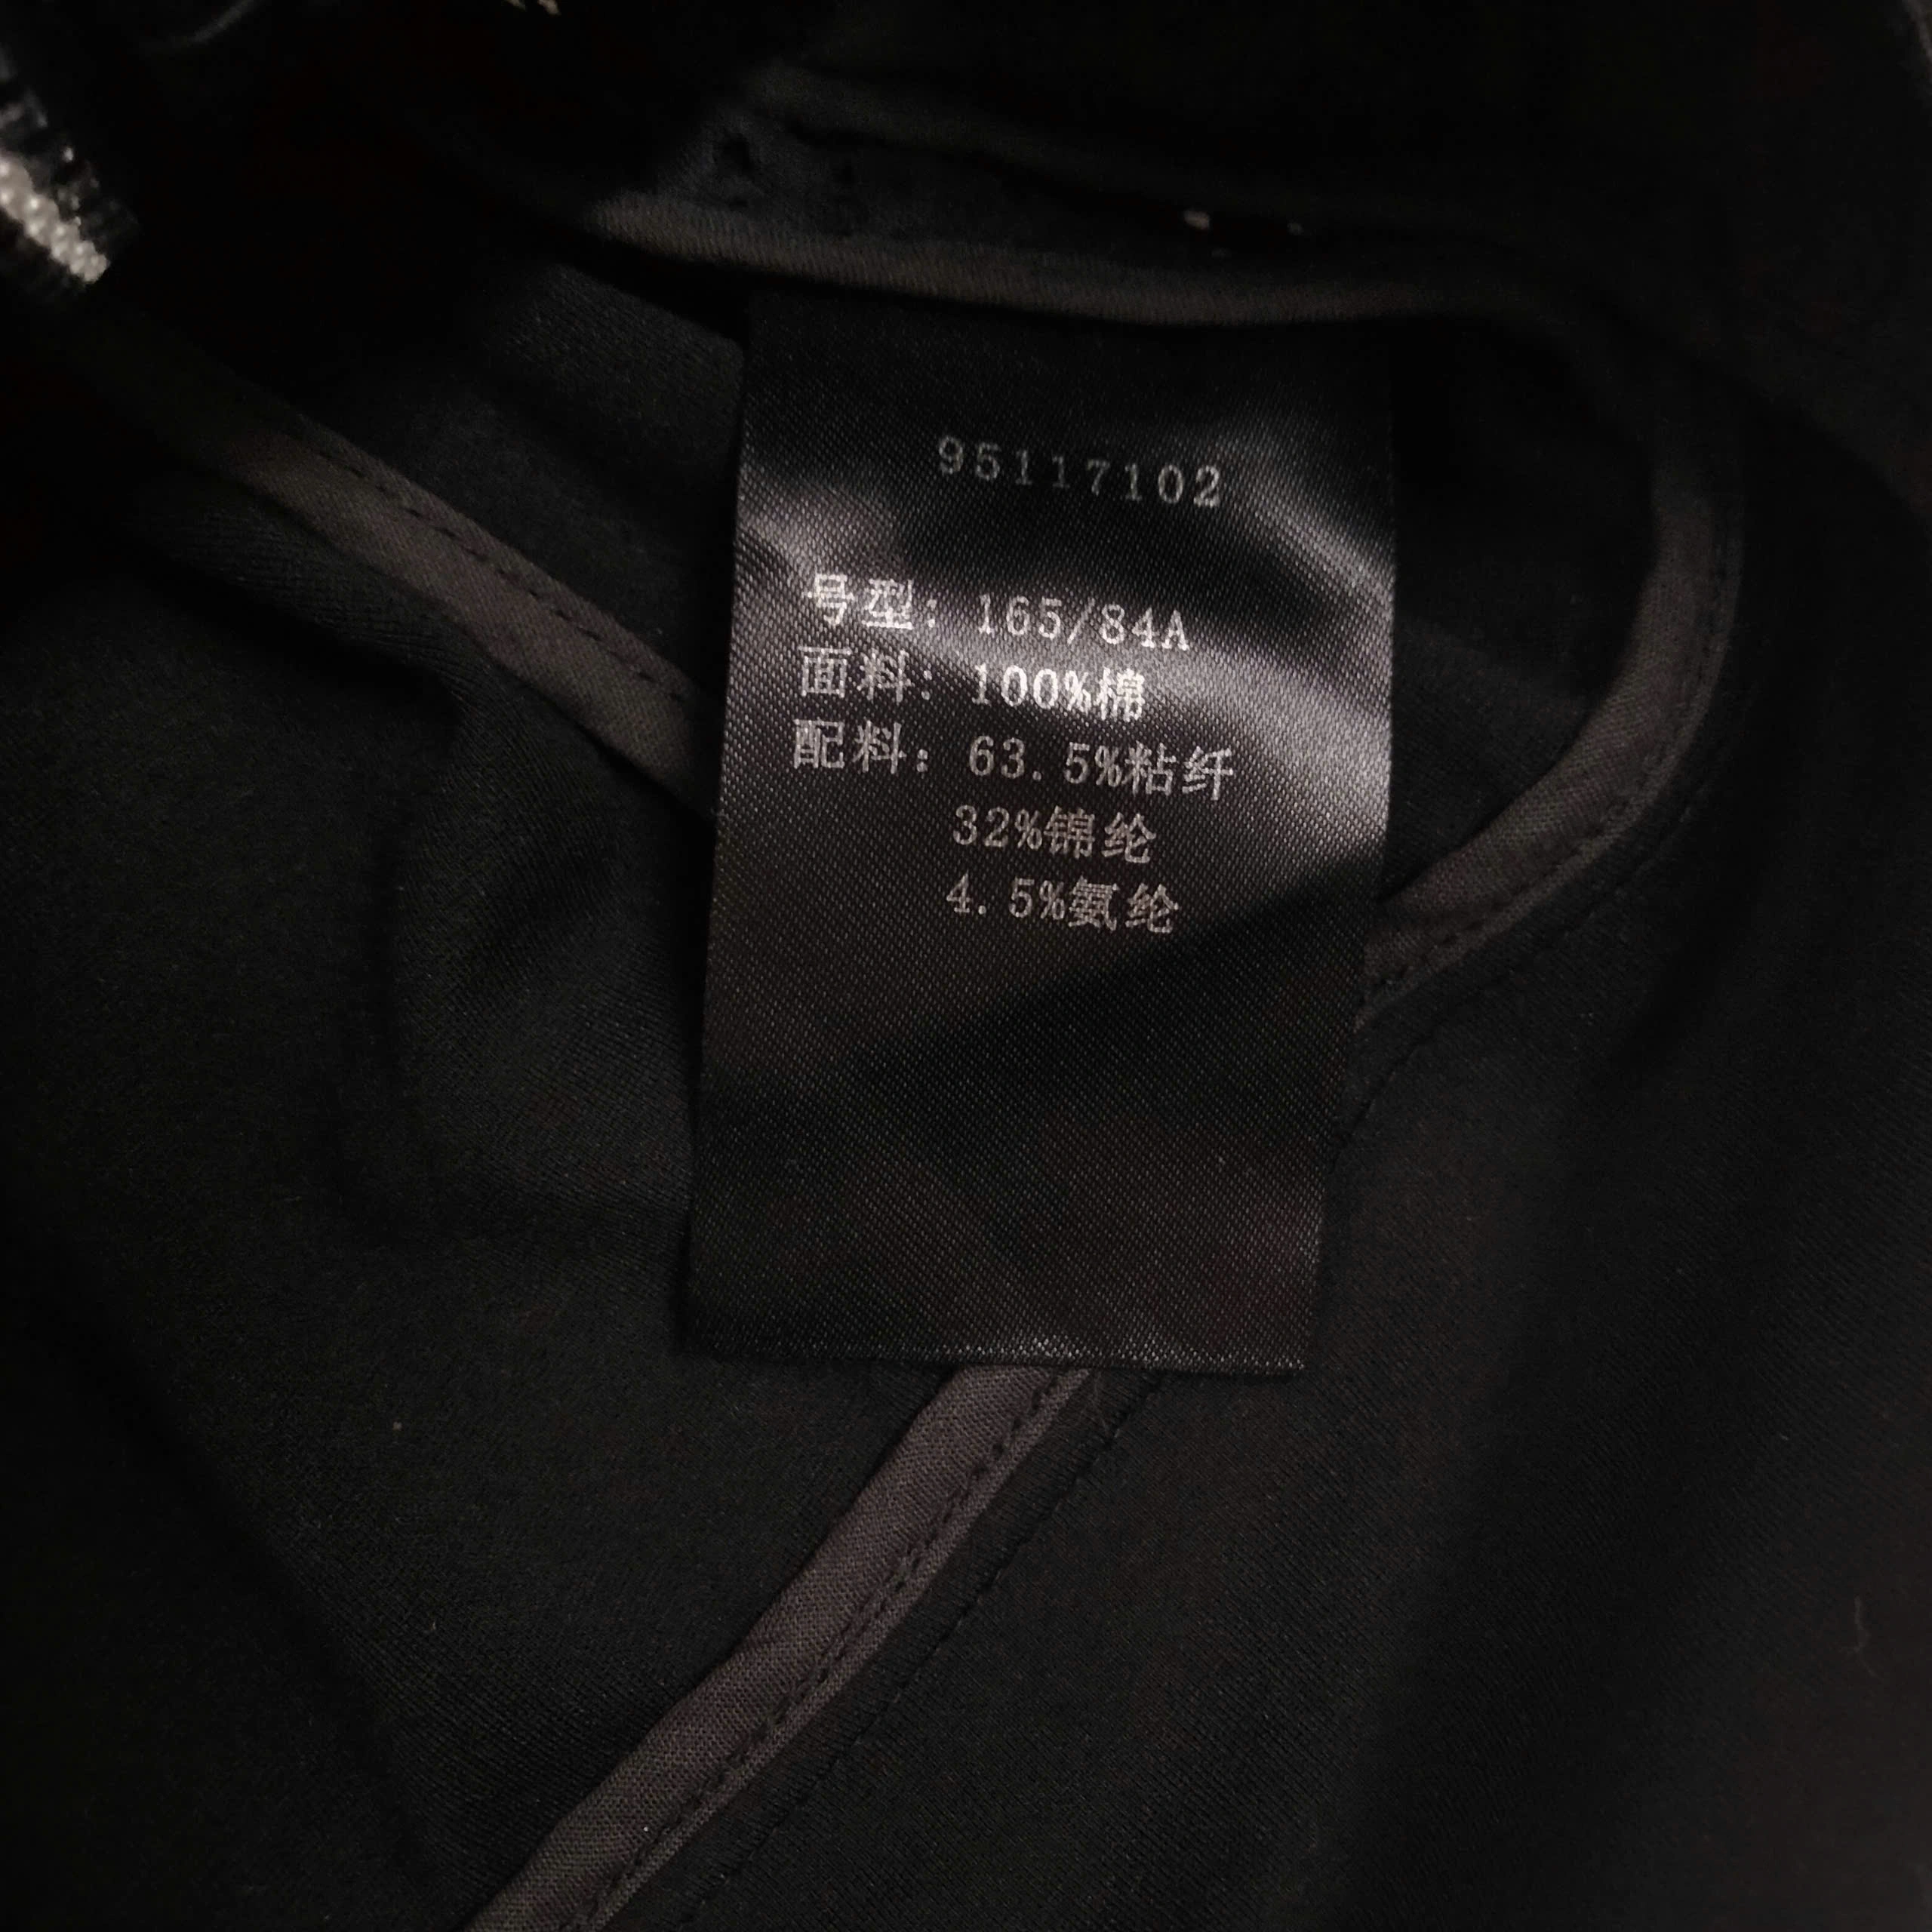 95117102
号型: 165/84A
面料: 100%棉
配料: 63.5%粘纤
32%锦纶
4.5%氨纶